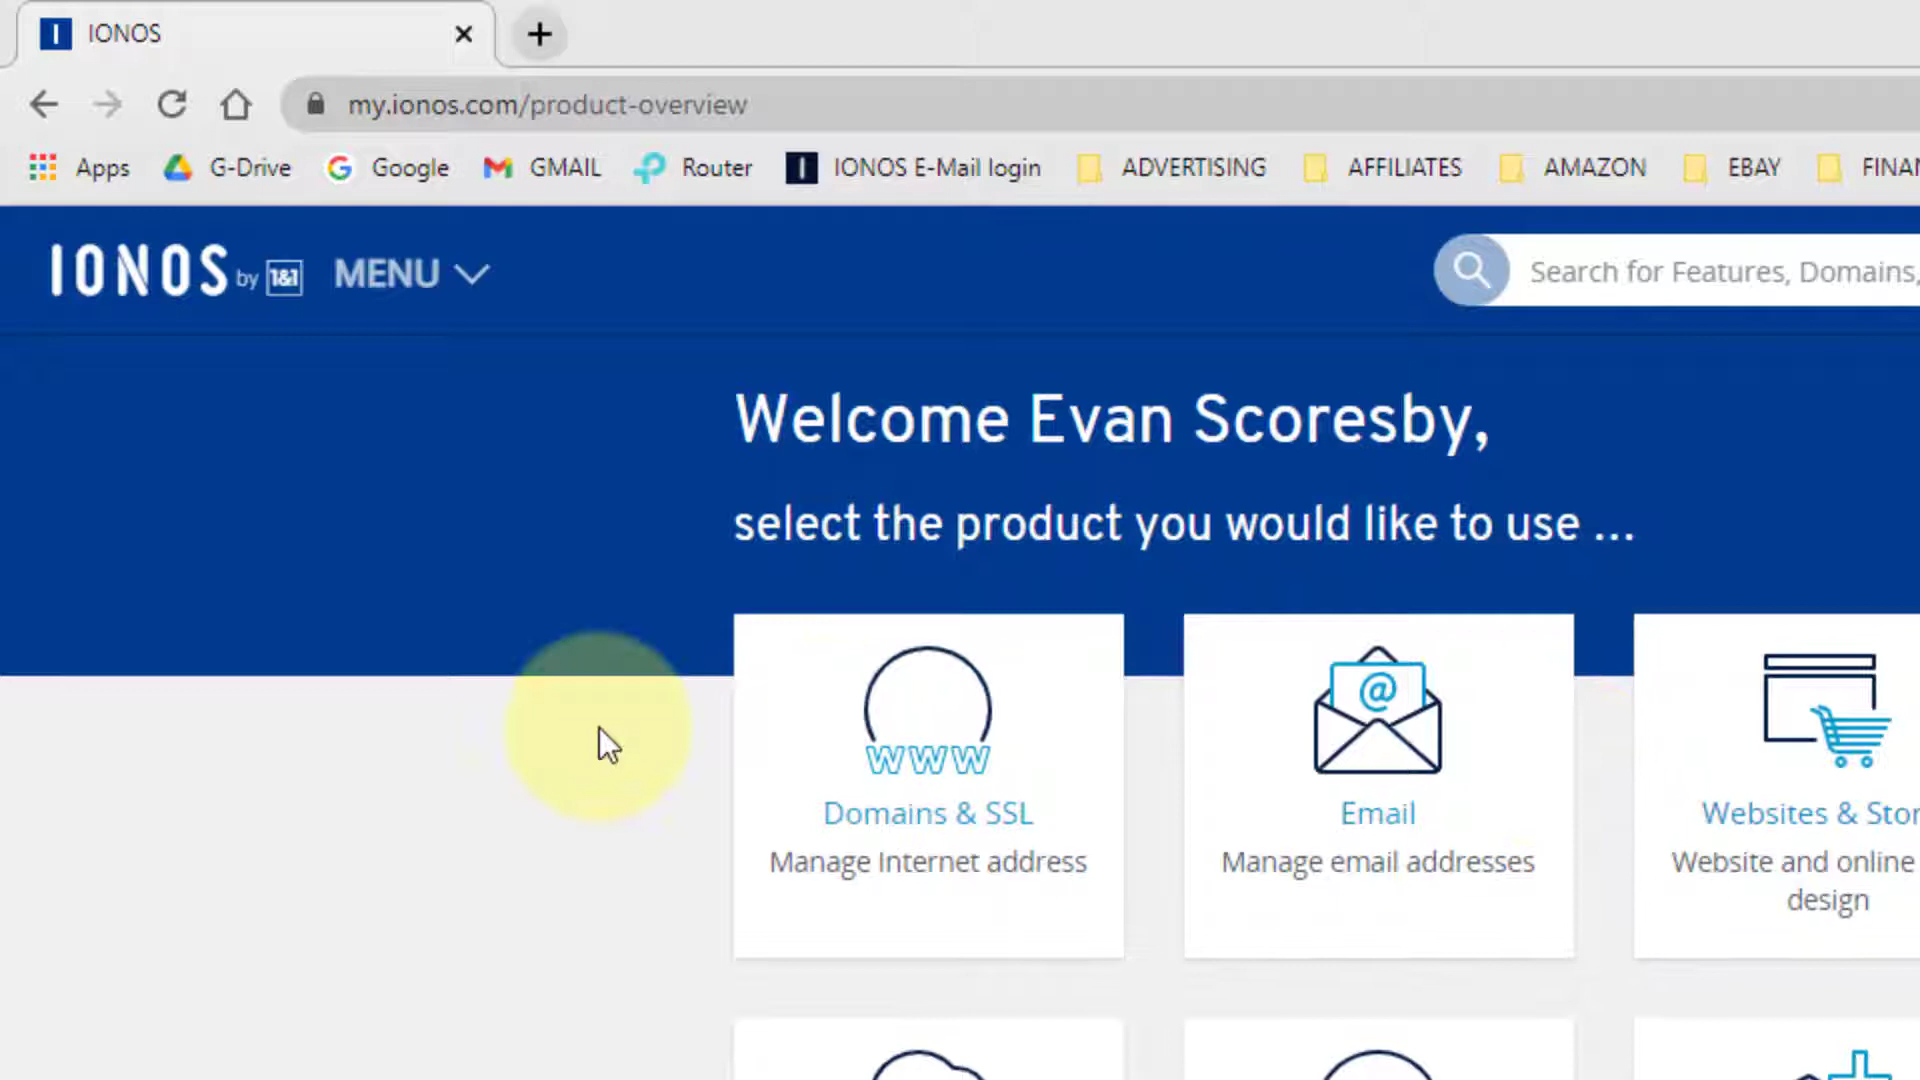 IONOS
my.ionos.com/product-overview
Apps G-Drive Google GMAIL Router IONOS E-Mail login ADVERTISING AFFILIATES AMAZON EBAY FINAN
IONOS by 1&1 MENU
Search for Features, Domains,
Welcome Evan Scoresby,
select the product you would like to use ...
www
@
Domains & SSL
Manage Internet address
Email
Manage email addresses
Websites & Stor
Website and online
design